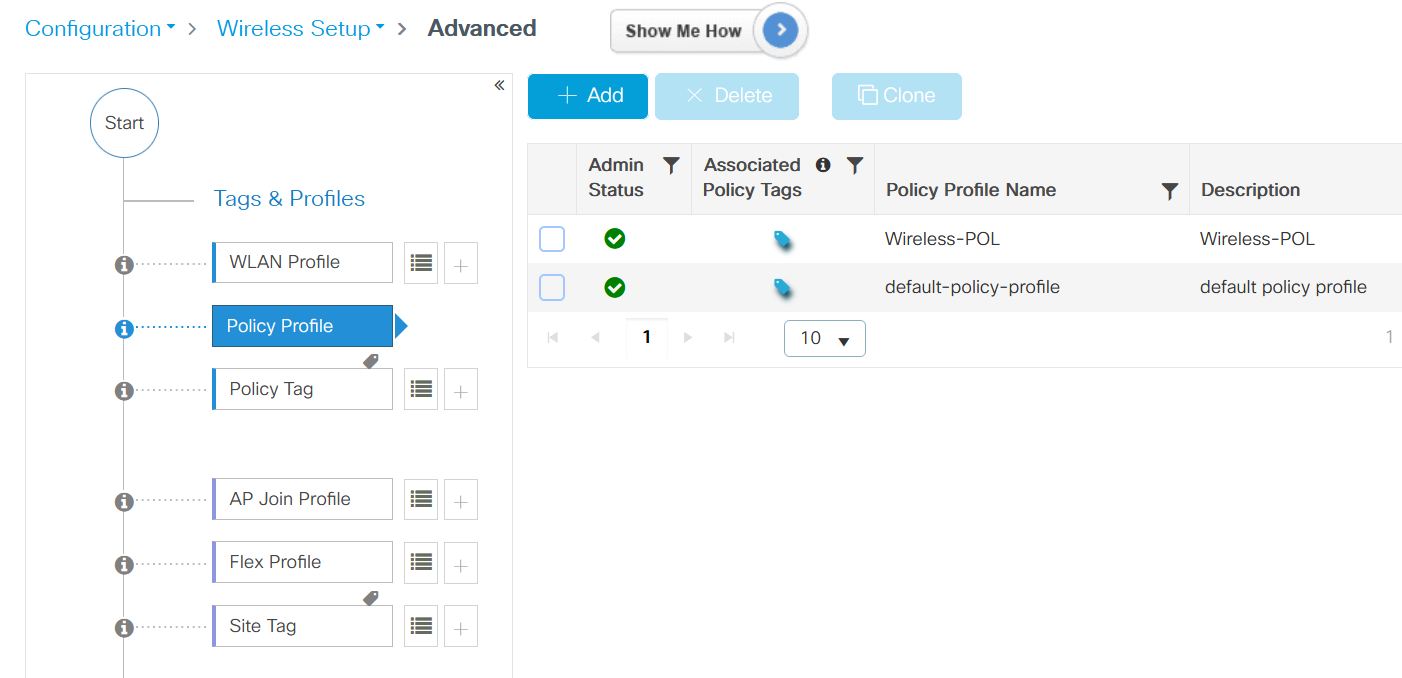 Configuration > Wireless Setup > Advanced
Show Me How
«
Start
Tags & Profiles
WLAN Profile
Policy Profile
Policy Tag
AP Join Profile
Flex Profile
Site Tag
+ Add
× Delete
Clone
Admin
Status
Associated
Policy Tags
Policy Profile Name
Description
Wireless-POL
Wireless-POL
default-policy-profile
default policy profile
1
10
1